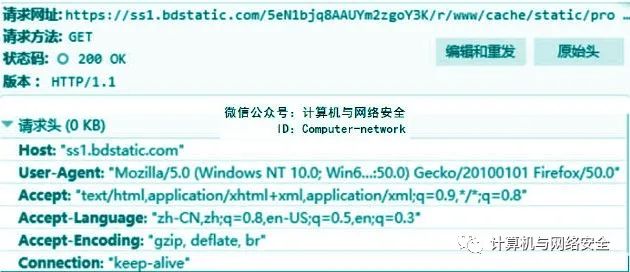 请求网址: https://ss1.bdstatic.com/5eN1bjq8AAUYm2zgoY3K/r/www/cache/static/pro …
请求方法: GET
状态码: 200 OK
编辑和重发
原始头
版本: HTTP/1.1
微信公众号: 计算机与网络安全
ID: Computer-network
请求头 (0 KB)
Host: "ss1.bdstatic.com"
User-Agent: "Mozilla/5.0 (Windows NT 10.0; Win6...:50.0) Gecko/20100101 Firefox/50.0"
Accept: "text/html,application/xhtml+xml,application/xml;q=0.9,*/*;q=0.8"
Accept-Language: "zh-CN,zh;q=0.8,en-US;q=0.5,en;q=0.3"
Accept-Encoding: "gzip, deflate, br"
Connection: "keep-alive"
计算机与网络安全